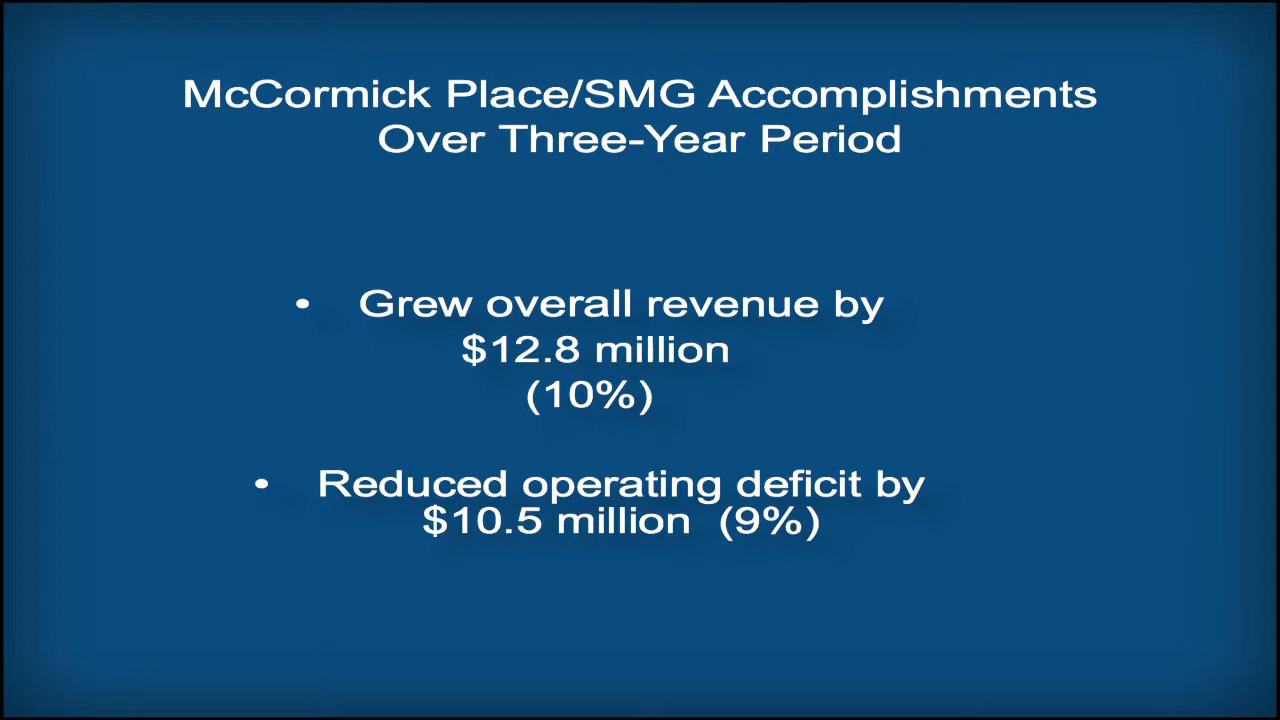 McCormick Place/SMG Accomplishments
Over Three-Year Period
• Grew overall revenue by
$12.8 million
(10%)
• Reduced operating deficit by
$10.5 million (9%)